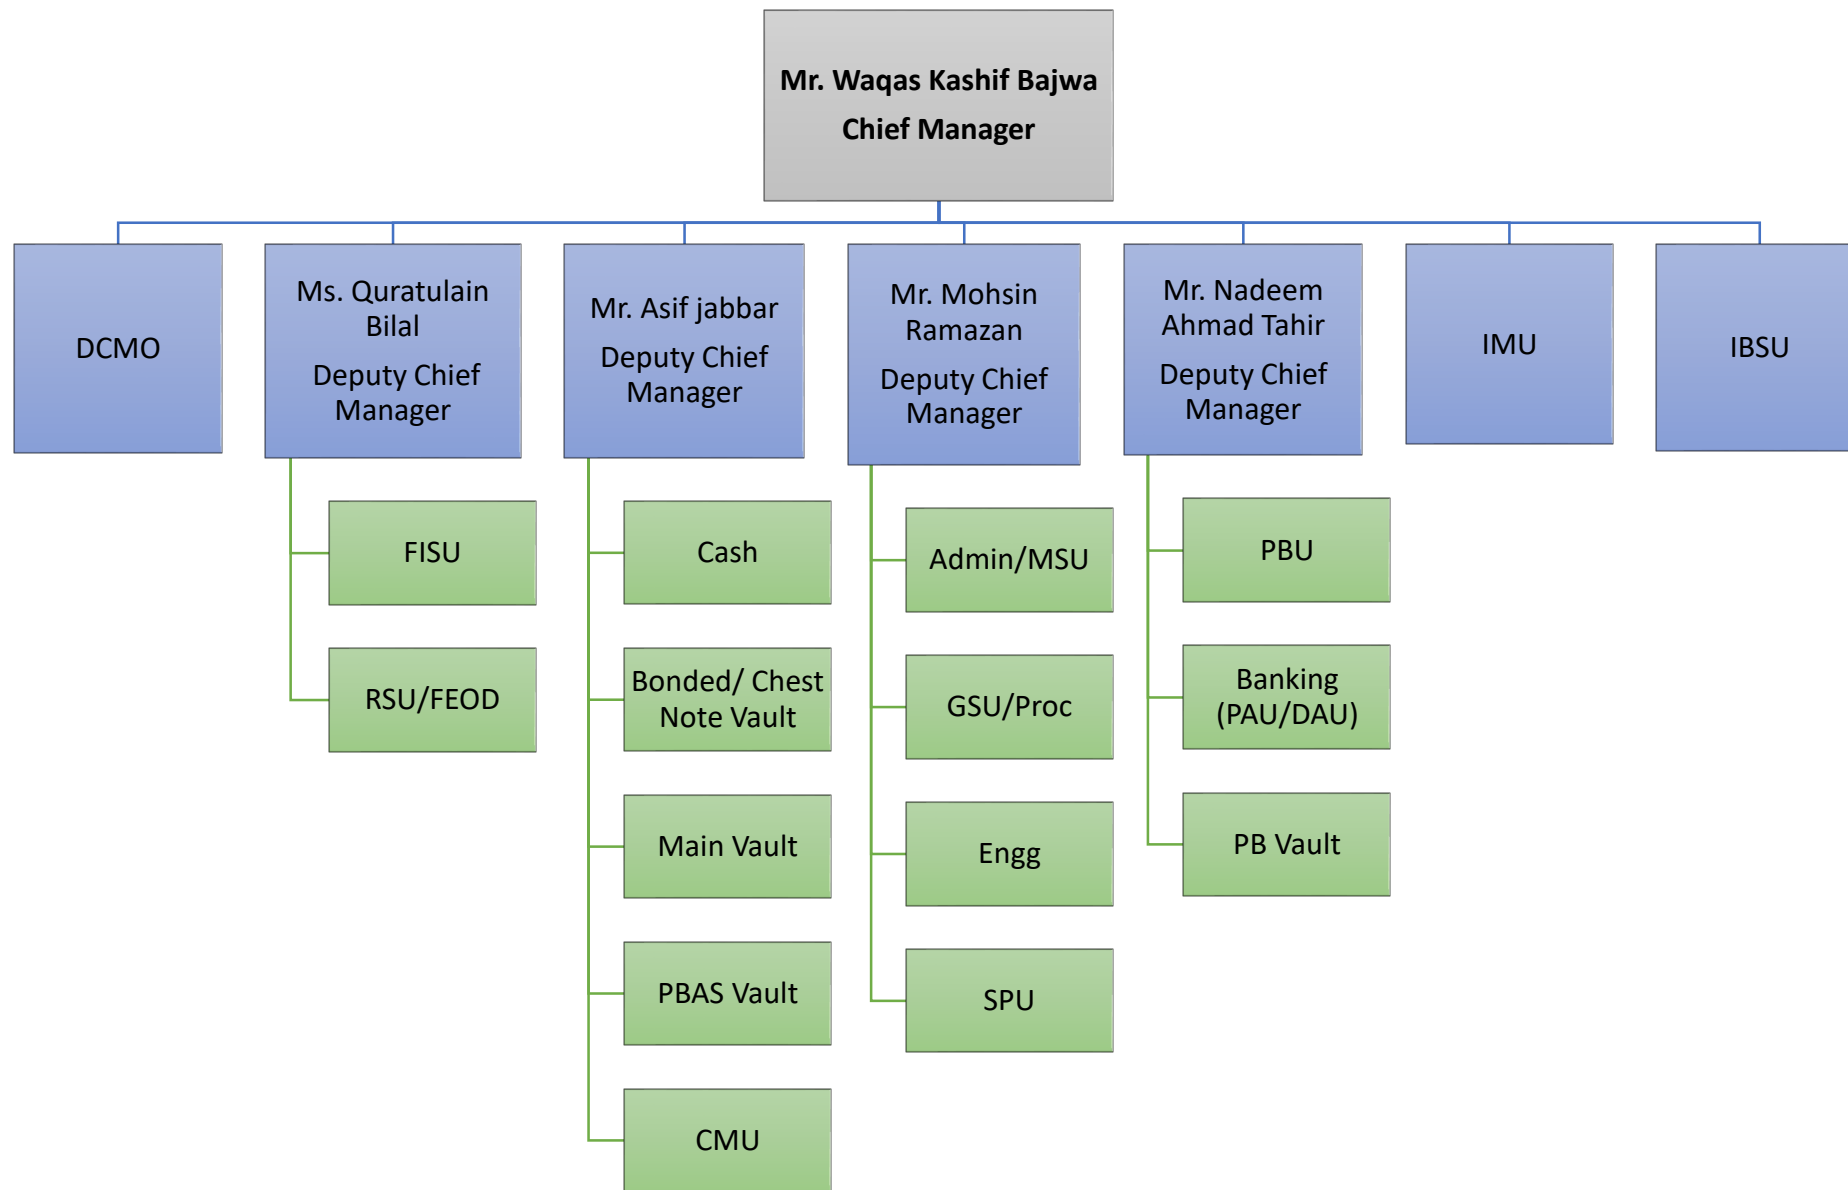 Mr. Waqas Kashif Bajwa
Chief Manager
DCMO
Ms. Quratulain
Bilal
Deputy Chief
Manager
Mr. Asif jabbar
Deputy Chief
Manager
Mr. Mohsin
Ramazan
Deputy Chief
Manager
Mr. Nadeem
Ahmad Tahir
Deputy Chief
Manager
IMU
IBSU
FISU
RSU/FEOD
Cash
Bonded/ Chest
Note Vault
Main Vault
PBAS Vault
CMU
Admin/MSU
GSU/Proc
Engg
SPU
PBU
Banking
(PAU/DAU)
PB Vault